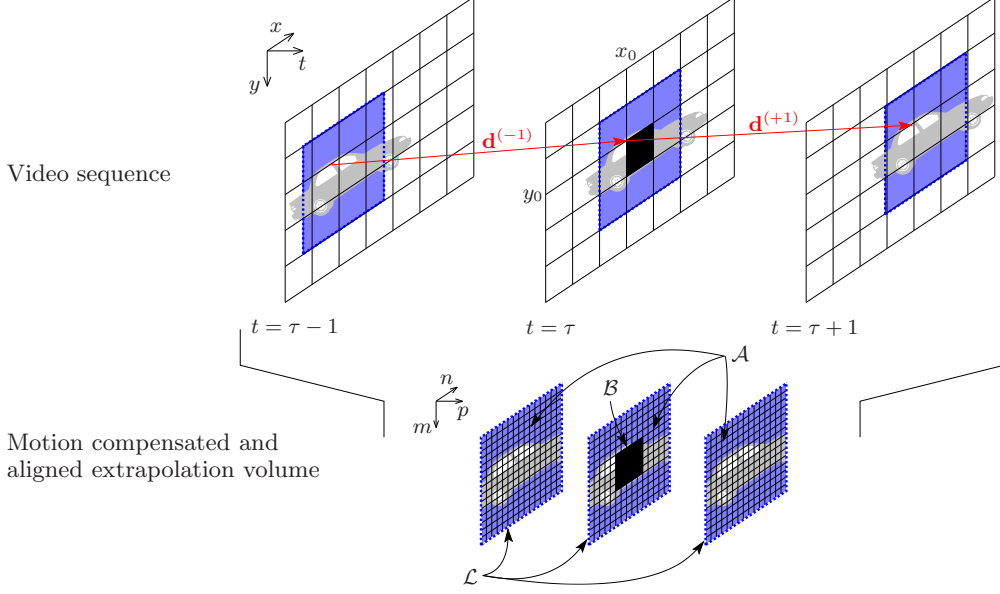 x
t
y
x₀
d⁽⁻¹⁾
d⁽⁺¹⁾
Video sequence
y₀
t = τ − 1
t = τ
t = τ + 1
𝒜
n
ℬ
p
m
Motion compensated and
aligned extrapolation volume
ℒ